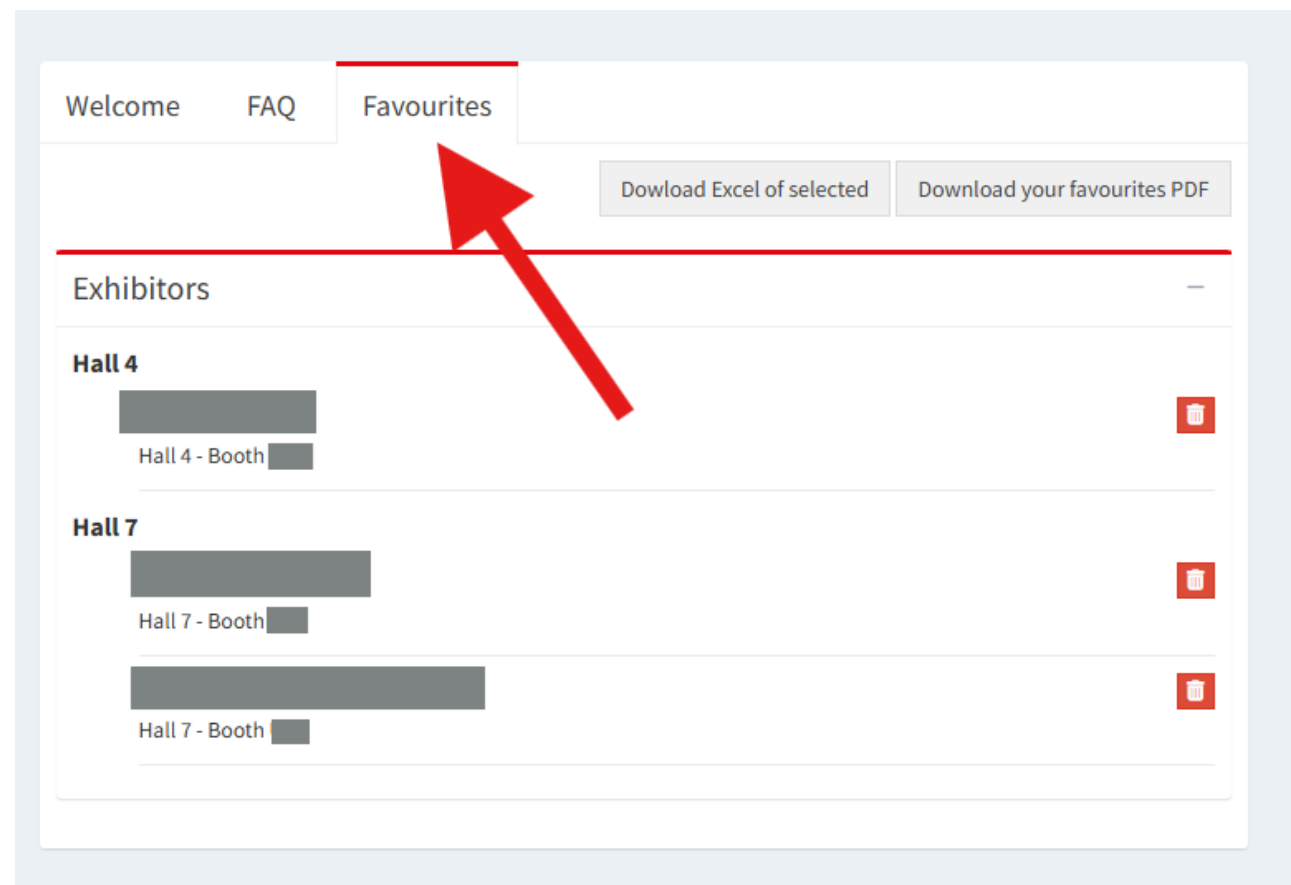 Welcome FAQ Favourites
Dowload Excel of selected Download your favourites PDF
Exhibitors
Hall 4
Hall 4 - Booth
Hall 7
Hall 7 - Booth
Hall 7 - Booth